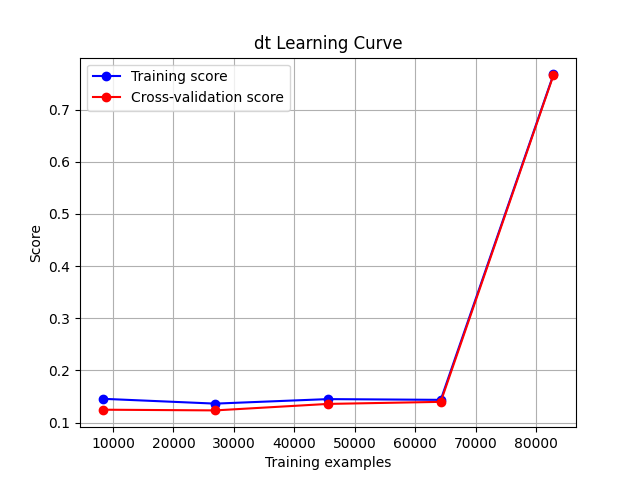 dt Learning Curve
Training score
Cross-validation score
0.7
0.6
0.5
0.4
0.3
0.2
0.1
Score
10000 20000 30000 40000 50000 60000 70000 80000
Training examples